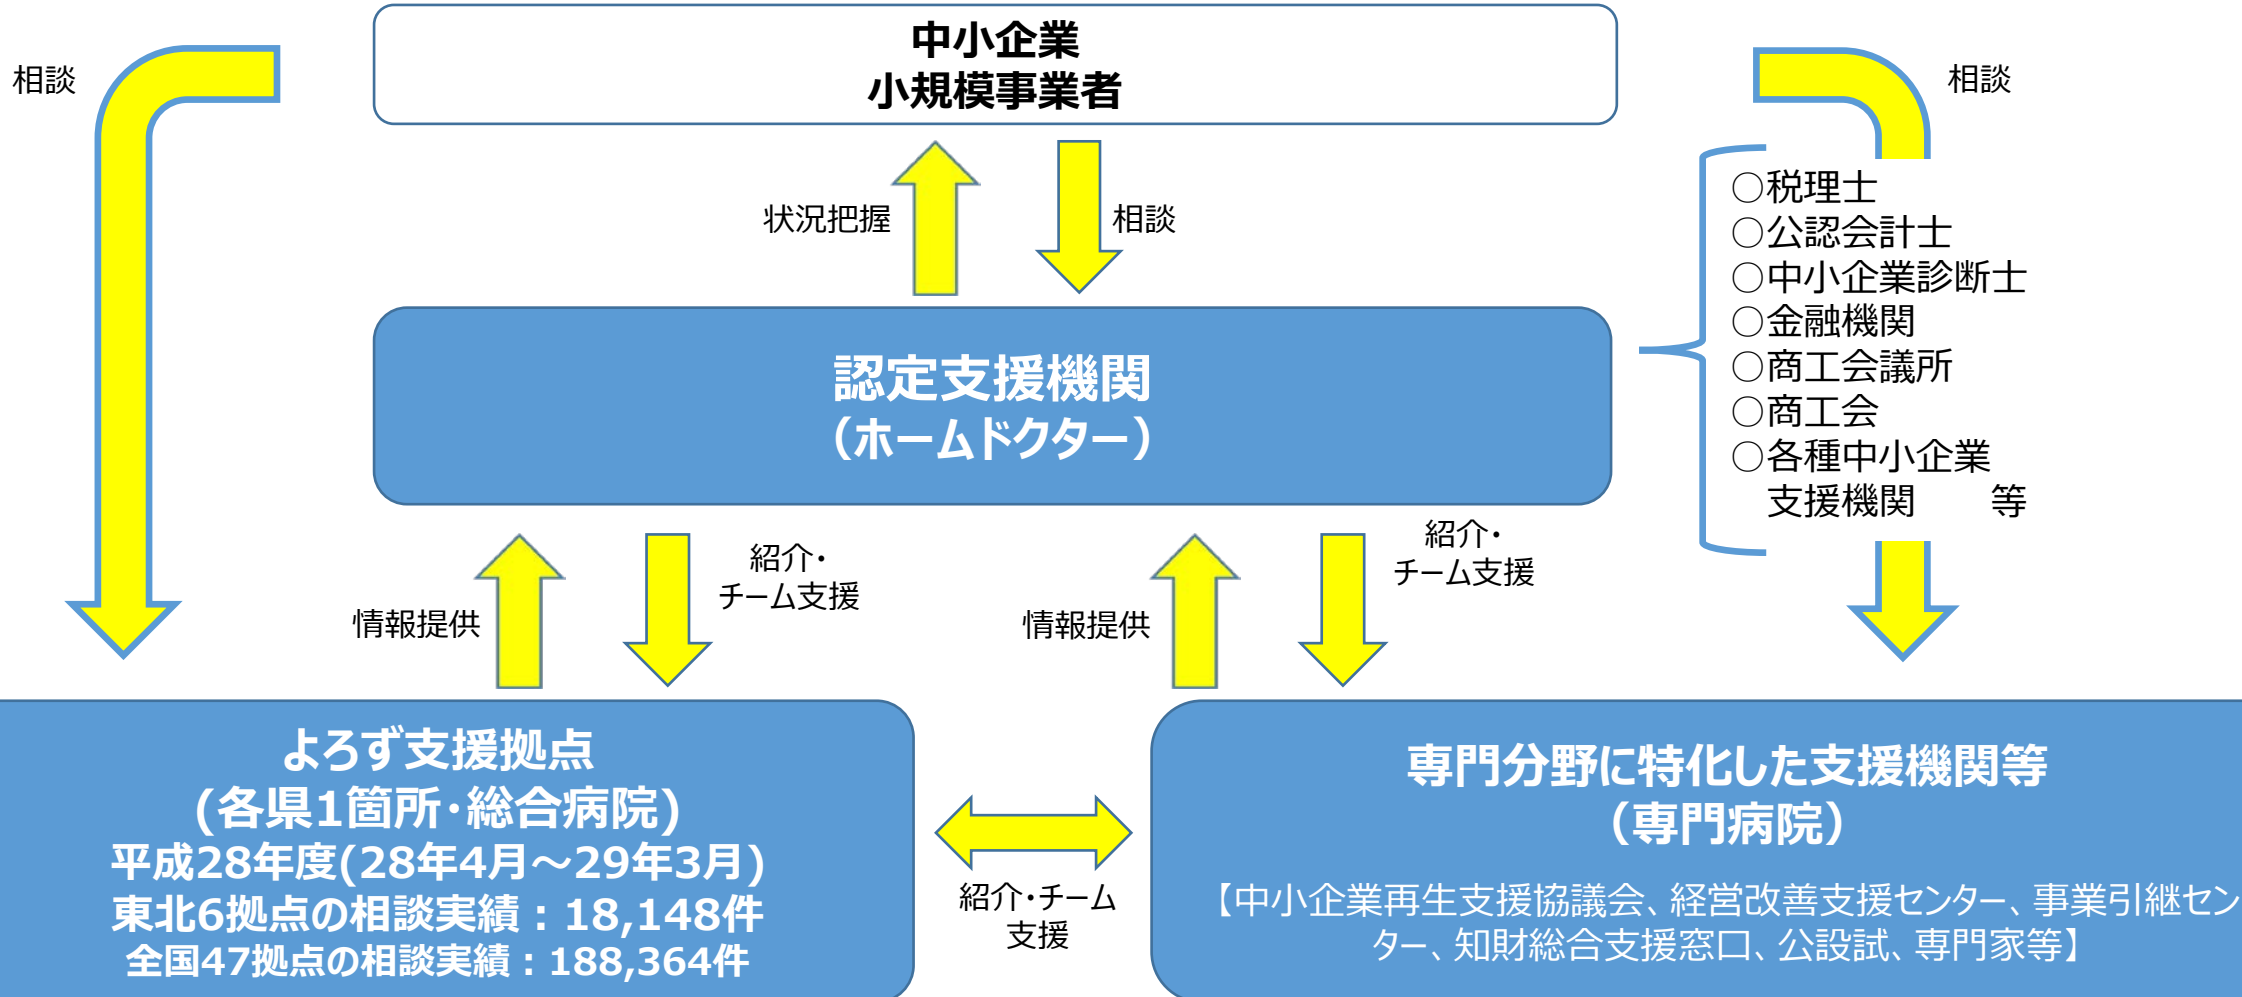 中小企業
小規模事業者
相談
相談
状況把握
相談
○税理士
○公認会計士
○中小企業診断士
○金融機関
○商工会議所
○商工会
○各種中小企業
支援機関　　等
認定支援機関
（ホームドクター）
情報提供
紹介・
チーム支援
情報提供
紹介・
チーム支援
よろず支援拠点
(各県1箇所・総合病院)
平成28年度(28年4月～29年3月)
東北6拠点の相談実績：18,148件
全国47拠点の相談実績：188,364件
紹介・チーム
支援
専門分野に特化した支援機関等
（専門病院）
【中小企業再生支援協議会、経営改善支援センター、事業引継セン
ター、知財総合支援窓口、公設試、専門家等】